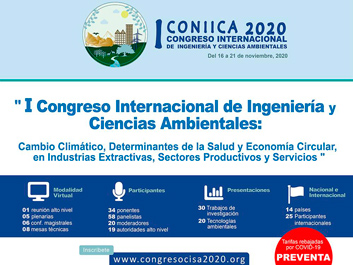 I CONIICA 2020
CONGRESO INTERNACIONAL
DE INGENIERÍA Y CIENCIAS AMBIENTALES
Del 16 a 21 de noviembre, 2020
" I Congreso Internacional de Ingeniería y
Ciencias Ambientales:
Cambio Climático, Determinantes de la Salud y Economía Circular,
en Industrias Extractivas, Sectores Productivos y Servicios "
Modalidad
Virtual
01 reunión alto nivel
05 plenarias
06 conf. magistrales
08 mesas técnicas
Participantes
34 ponentes
58 panelistas
20 moderadores
19 autoridades alto nivel
Presentaciones
30 Trabajos de
investigación
20 Tecnologías
ambientales
Nacional e
Internacional
14 países
25 Participantes
internacionales
Tarifas rebajadas
por COVID-19
PREVENTA
Inscríbete
www.congresocisa2020.org